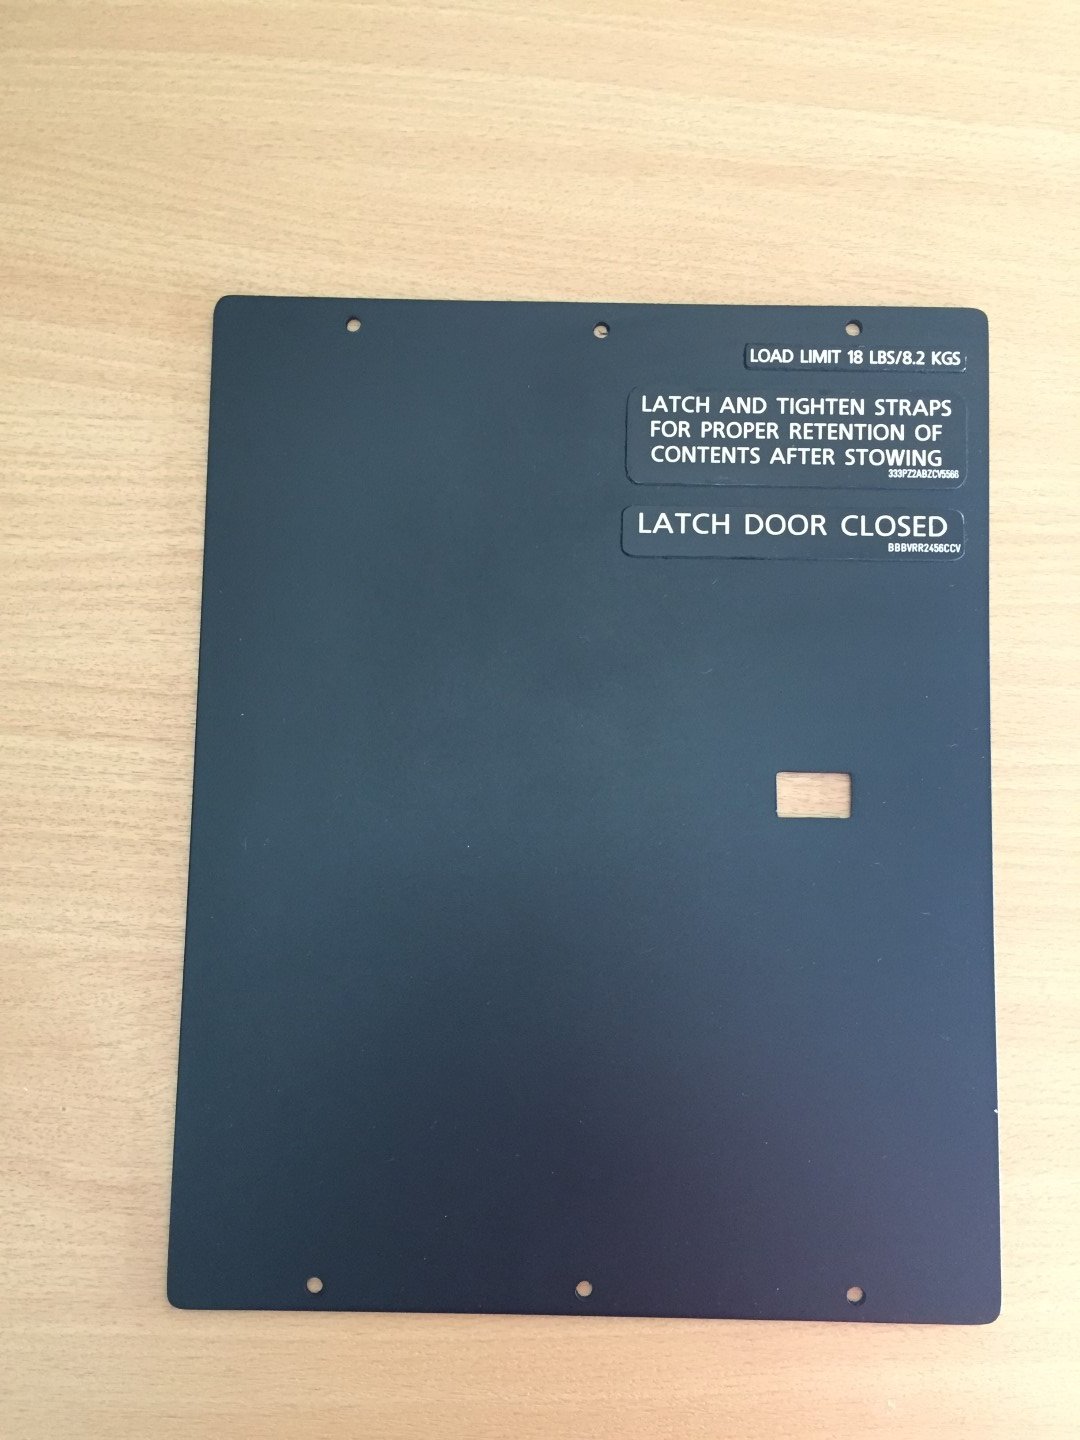 LOAD LIMIT 18 LBS/8.2 KGS
LATCH AND TIGHTEN STRAPS
FOR PROPER RETENTION OF
CONTENTS AFTER STOWING
333PZ2ABZCV5566
LATCH DOOR CLOSED
BBBVRR2456CCV